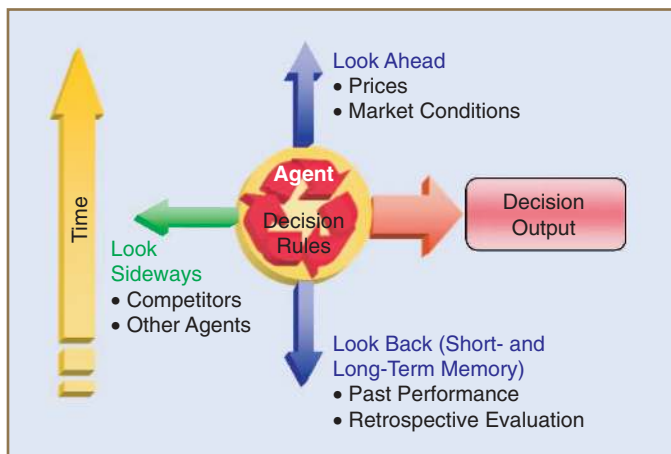 Look Ahead
• Prices
• Market Conditions
Agent
Decision
Rules
Decision
Output
Time
Look
Sideways
• Competitors
• Other Agents
Look Back (Short- and
Long-Term Memory)
• Past Performance
• Retrospective Evaluation